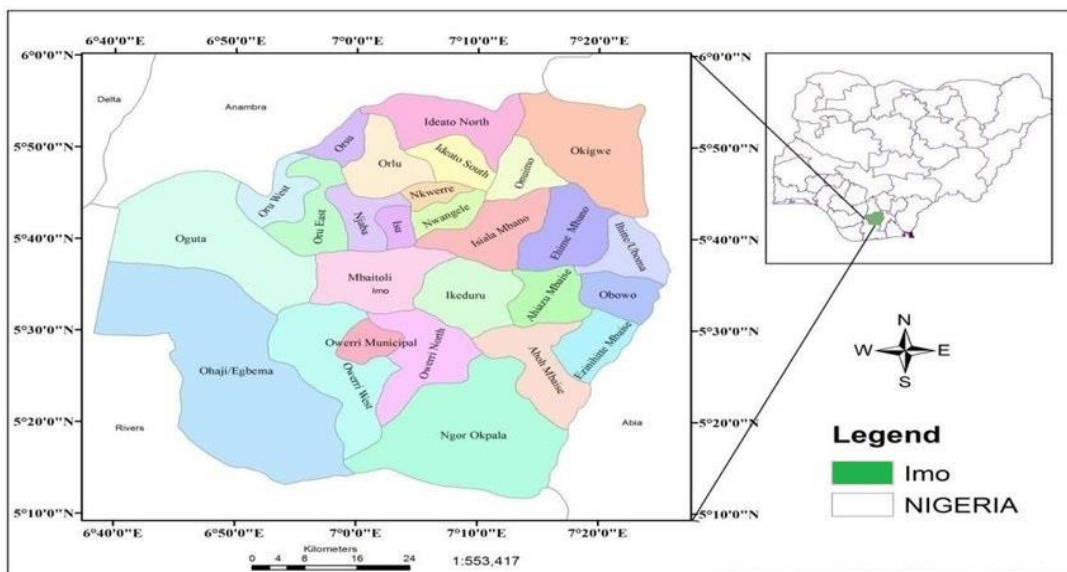 6°40'0"E 6°50'0"E 7°0'0"E 7°10'0"E 7°20'0"E
6°0'0"N
6°0'0"N
Delta
Anambra
Ideato North
Orsu
Orlu
Ideato South
Onuimo
Okigwe
5°50'0"N
5°50'0"N
Oru West
Nkwerre
Nwangele
Oru East
Njaba
Isu
Isiala Mbano
Ehime Mbano
Ihitte/Uboma
Oguta
5°40'0"N
5°40'0"N
Mbaitoli
Imo
Ikeduru
Ahiazu Mbaise
Obowo
5°30'0"N
5°30'0"N
Owerri Municipal
Owerri North
Aboh Mbaise
Ezinihitte Mbaise
Ohaji/Egbema
Owerri West
5°20'0"N
5°20'0"N
Rivers
Ngor Okpala
Abia
5°10'0"N
5°10'0"N
6°40'0"E 6°50'0"E 7°0'0"E 7°10'0"E 7°20'0"E
Kilometers
0 4 8 16 24
1:553,417
N
W E
S
Legend
Imo
NIGERIA